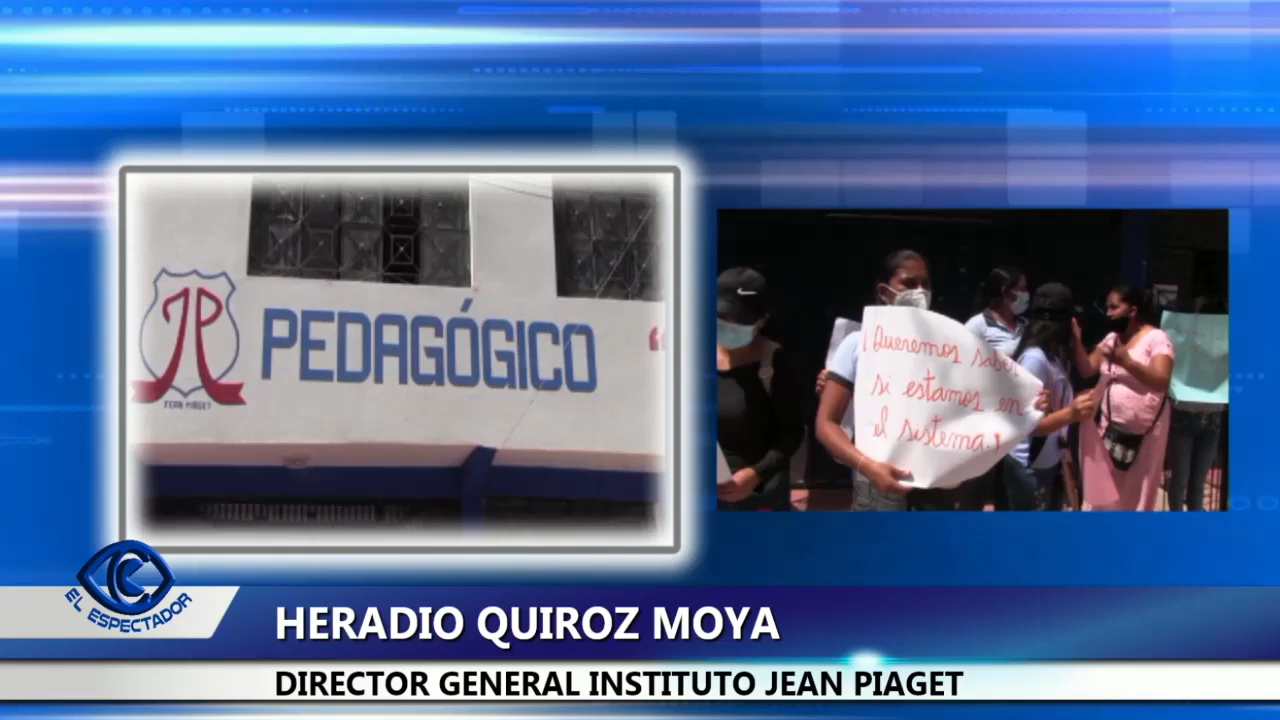 JP
JEAN PIAGET
PEDAGÓGICO "
¡Queremos saber
si estamos en
el sistema!
EL ESPECTADOR
HERADIO QUIROZ MOYA
DIRECTOR GENERAL INSTITUTO JEAN PIAGET